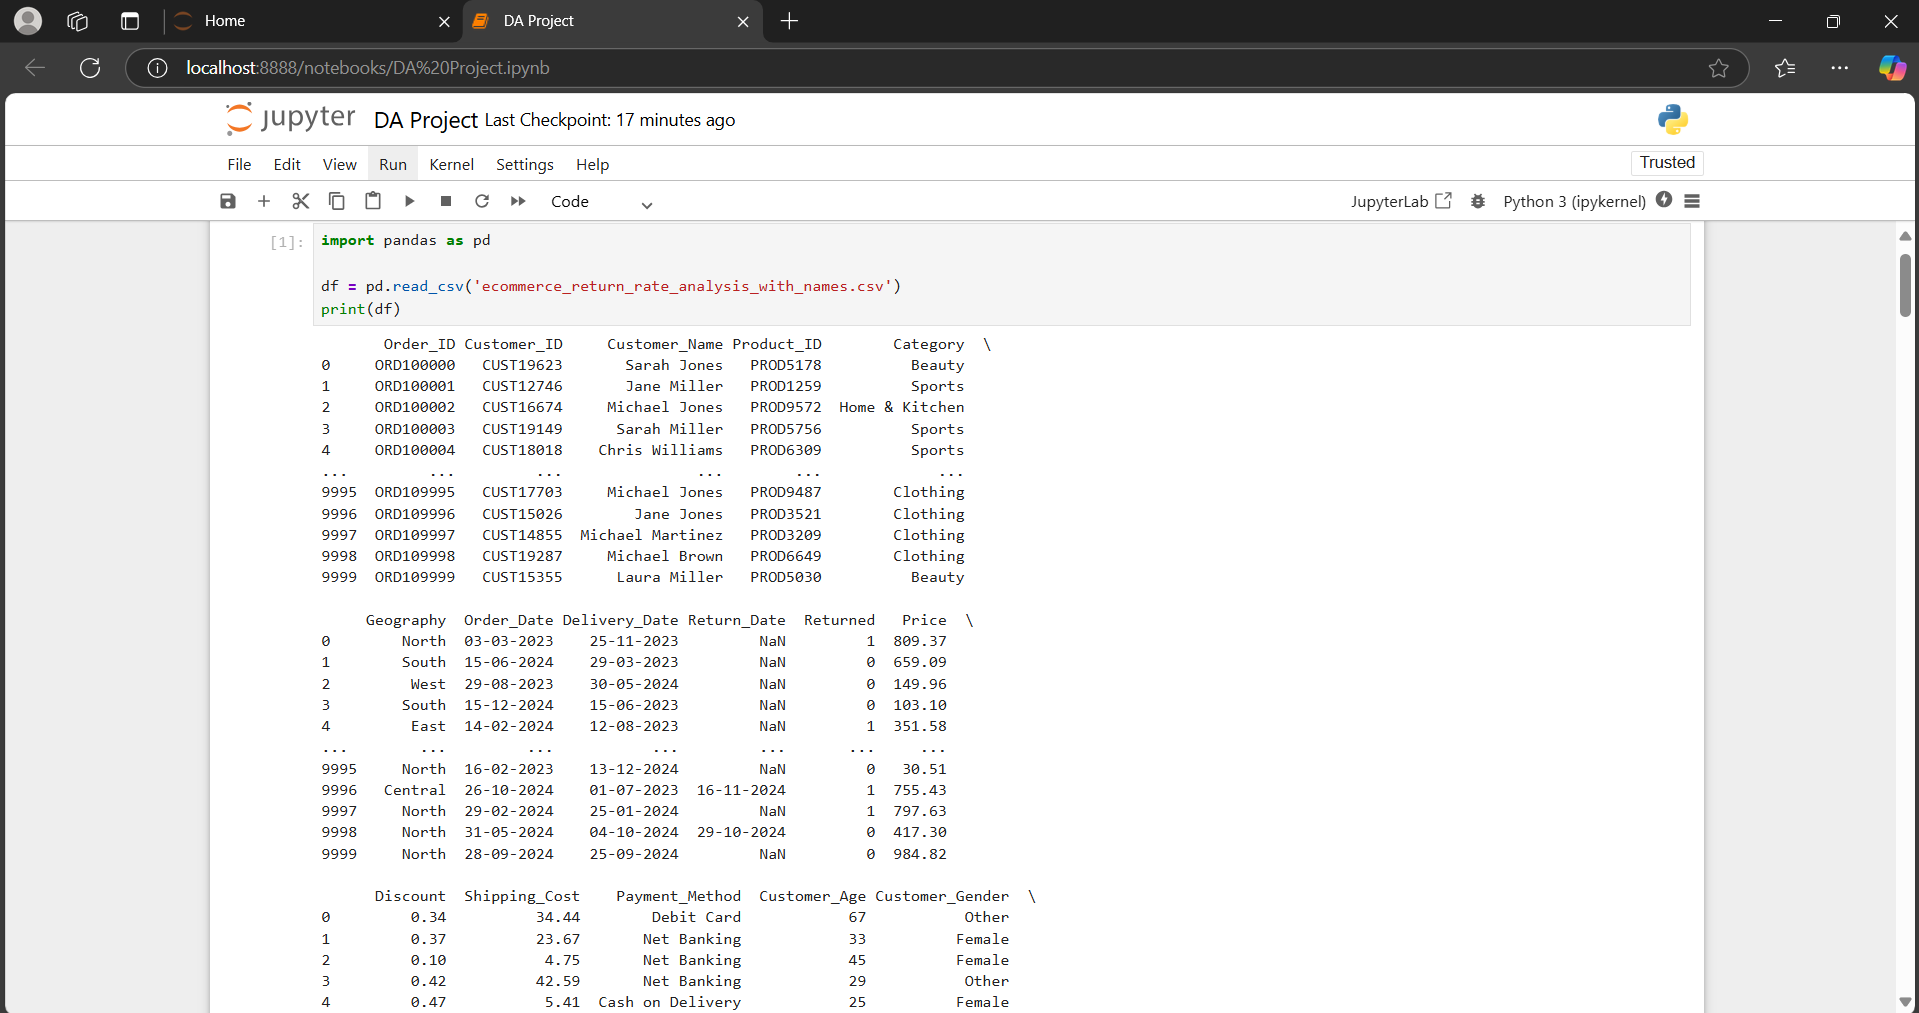 Home
DA Project
localhost:8888/notebooks/DA%20Project.ipynb
jupyter DA Project Last Checkpoint: 17 minutes ago
File Edit View Run Kernel Settings Help Trusted
Code JupyterLab Python 3 (ipykernel)
[1]: import pandas as pd
df = pd.read_csv('ecommerce_return_rate_analysis_with_names.csv')
print(df)
Order_ID Customer_ID Customer_Name Product_ID Category \
0 ORD100000 CUST19623 Sarah Jones PROD5178 Beauty
1 ORD100001 CUST12746 Jane Miller PROD1259 Sports
2 ORD100002 CUST16674 Michael Jones PROD9572 Home & Kitchen
3 ORD100003 CUST19149 Sarah Miller PROD5756 Sports
4 ORD100004 CUST18018 Chris Williams PROD6309 Sports
... ... ... ... ... ...
9995 ORD109995 CUST17703 Michael Jones PROD9487 Clothing
9996 ORD109996 CUST15026 Jane Jones PROD3521 Clothing
9997 ORD109997 CUST14855 Michael Martinez PROD3209 Clothing
9998 ORD109998 CUST19287 Michael Brown PROD6649 Clothing
9999 ORD109999 CUST15355 Laura Miller PROD5030 Beauty
Geography Order_Date Delivery_Date Return_Date Returned Price \
0 North 03-03-2023 25-11-2023 NaN 1 809.37
1 South 15-06-2024 29-03-2023 NaN 0 659.09
2 West 29-08-2023 30-05-2024 NaN 0 149.96
3 South 15-12-2024 15-06-2023 NaN 0 103.10
4 East 14-02-2024 12-08-2023 NaN 1 351.58
... ... ... ... ... ... ...
9995 North 16-02-2023 13-12-2024 NaN 0 30.51
9996 Central 26-10-2024 01-07-2023 16-11-2024 1 755.43
9997 North 29-02-2024 25-01-2024 NaN 1 797.63
9998 North 31-05-2024 04-10-2024 29-10-2024 0 417.30
9999 North 28-09-2024 25-09-2024 NaN 0 984.82
Discount Shipping_Cost Payment_Method Customer_Age Customer_Gender \
0 0.34 34.44 Debit Card 67 Other
1 0.37 23.67 Net Banking 33 Female
2 0.10 4.75 Net Banking 45 Female
3 0.42 42.59 Net Banking 29 Other
4 0.47 5.41 Cash on Delivery 25 Female